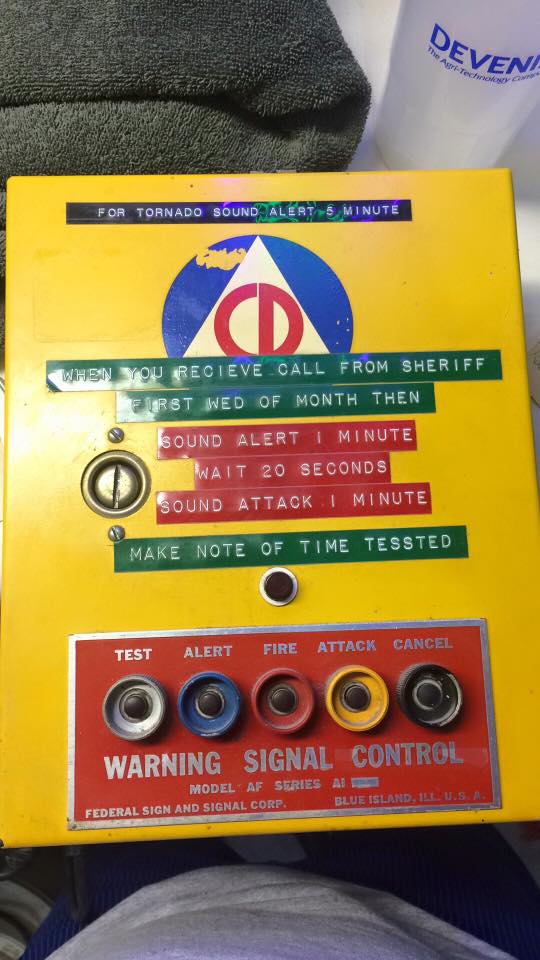 DEVENI
The Agri-Technology Comp
FOR TORNADO SOUND ALERT 5 MINUTE
CD
WHEN YOU RECIEVE CALL FROM SHERIFF
FIRST WED OF MONTH THEN
SOUND ALERT 1 MINUTE
WAIT 20 SECONDS
SOUND ATTACK 1 MINUTE
MAKE NOTE OF TIME TESSTED
TEST ALERT FIRE ATTACK CANCEL
WARNING SIGNAL CONTROL
MODEL AF SERIES A1
FEDERAL SIGN AND SIGNAL CORP. BLUE ISLAND, ILL. U.S.A.